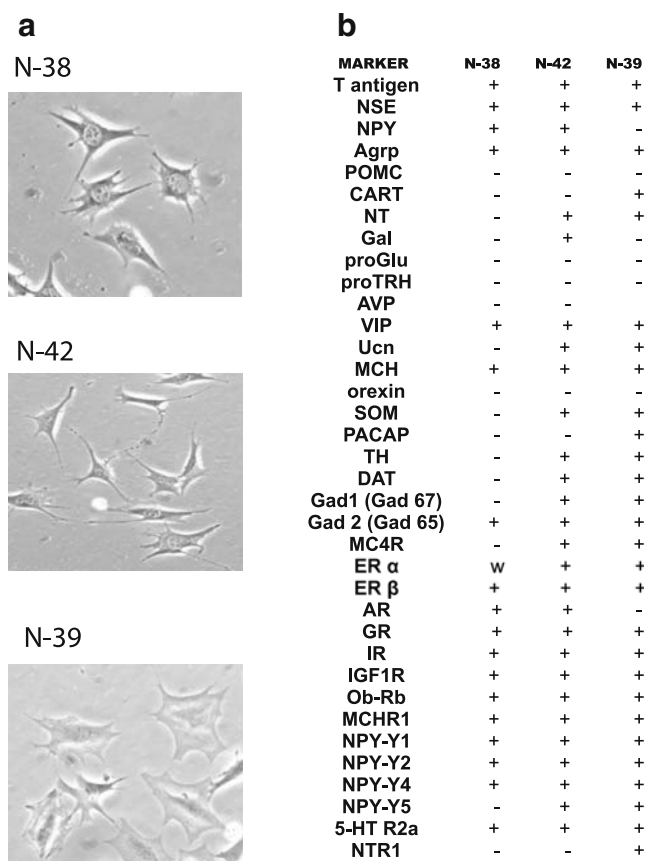 a
N-38
N-42
N-39
b
MARKER N-38 N-42 N-39
T antigen + + +
NSE + + +
NPY + + -
Agrp + + +
POMC - - -
CART - - +
NT - + +
Gal - + -
proGlu - - -
proTRH - - -
AVP - -
VIP + + +
Ucn - + +
MCH + + +
orexin - - -
SOM - + +
PACAP - - +
TH - + +
DAT - + +
Gad1 (Gad 67) - + +
Gad 2 (Gad 65) + + +
MC4R - + +
ER α w + +
ER β + + +
AR + + -
GR + + +
IR + + +
IGF1R + + +
Ob-Rb + + +
MCHR1 + + +
NPY-Y1 + + +
NPY-Y2 + + +
NPY-Y4 + + +
NPY-Y5 - + +
5-HT R2a + + +
NTR1 - - +